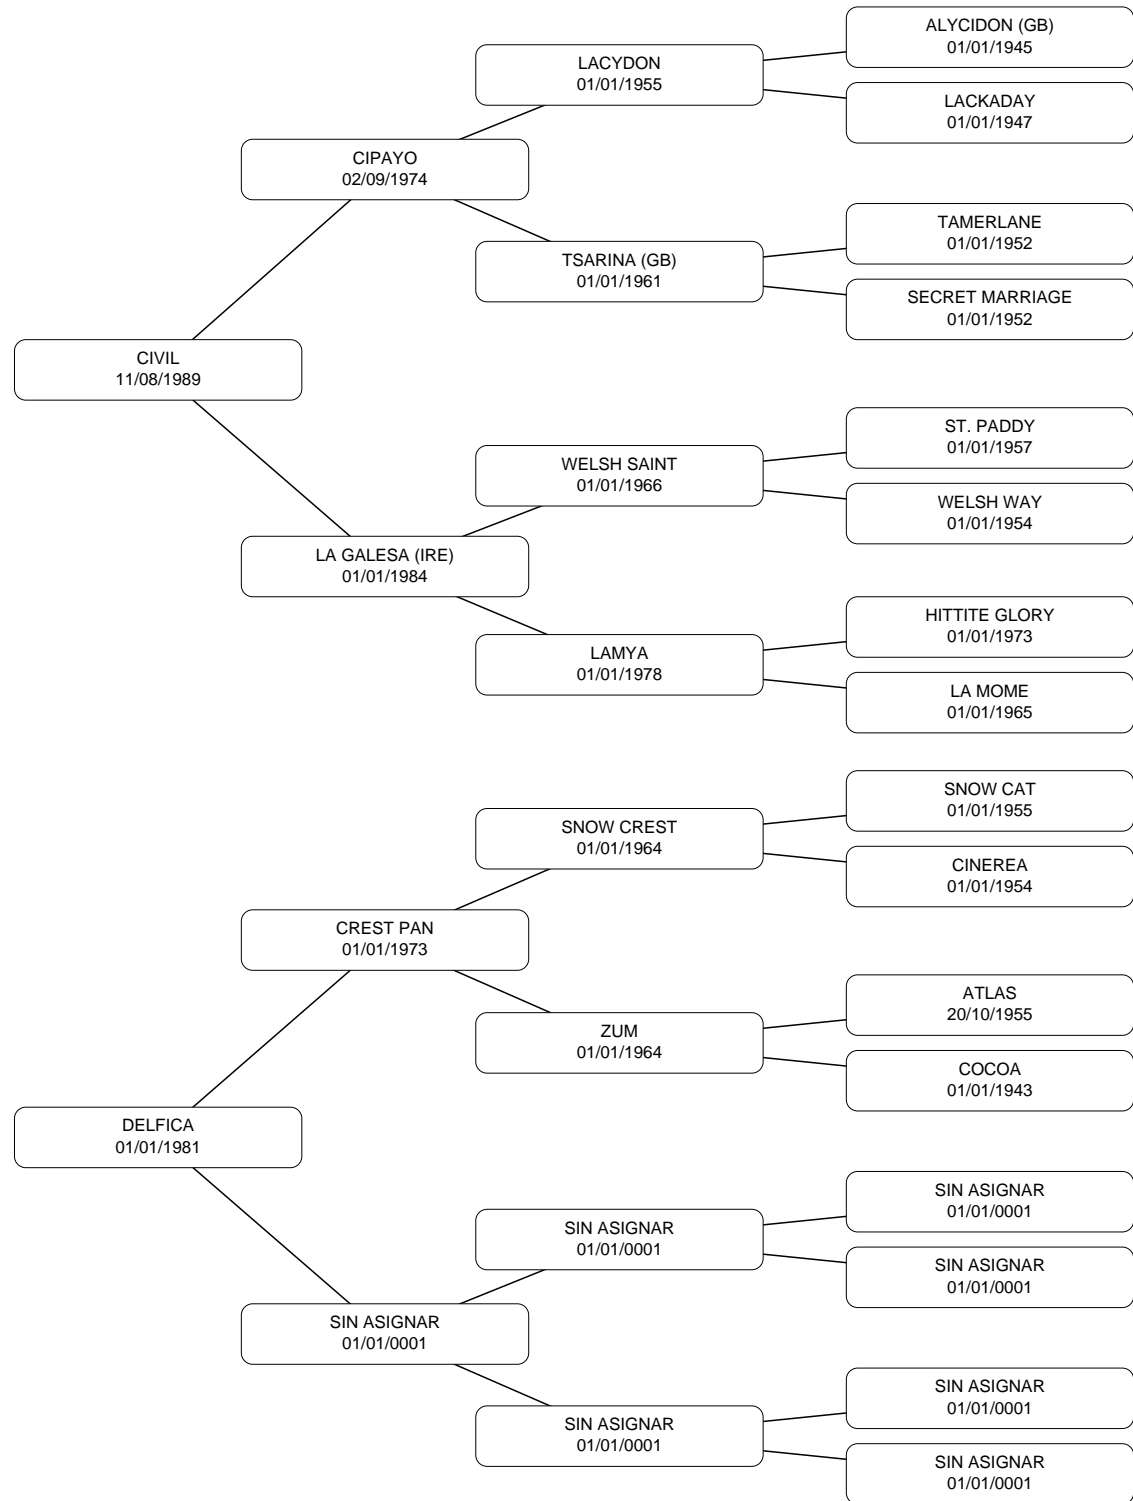 ALYCIDON (GB)
01/01/1945
LACYDON
01/01/1955
LACKADAY
01/01/1947
CIPAYO
02/09/1974
TAMERLANE
01/01/1952
TSARINA (GB)
01/01/1961
SECRET MARRIAGE
01/01/1952
CIVIL
11/08/1989
ST. PADDY
01/01/1957
WELSH SAINT
01/01/1966
WELSH WAY
01/01/1954
LA GALESA (IRE)
01/01/1984
HITTITE GLORY
01/01/1973
LAMYA
01/01/1978
LA MOME
01/01/1965
SNOW CAT
01/01/1955
SNOW CREST
01/01/1964
CINEREA
01/01/1954
CREST PAN
01/01/1973
ATLAS
20/10/1955
ZUM
01/01/1964
COCOA
01/01/1943
DELFICA
01/01/1981
SIN ASIGNAR
01/01/0001
SIN ASIGNAR
01/01/0001
SIN ASIGNAR
01/01/0001
SIN ASIGNAR
01/01/0001
SIN ASIGNAR
01/01/0001
SIN ASIGNAR
01/01/0001
SIN ASIGNAR
01/01/0001